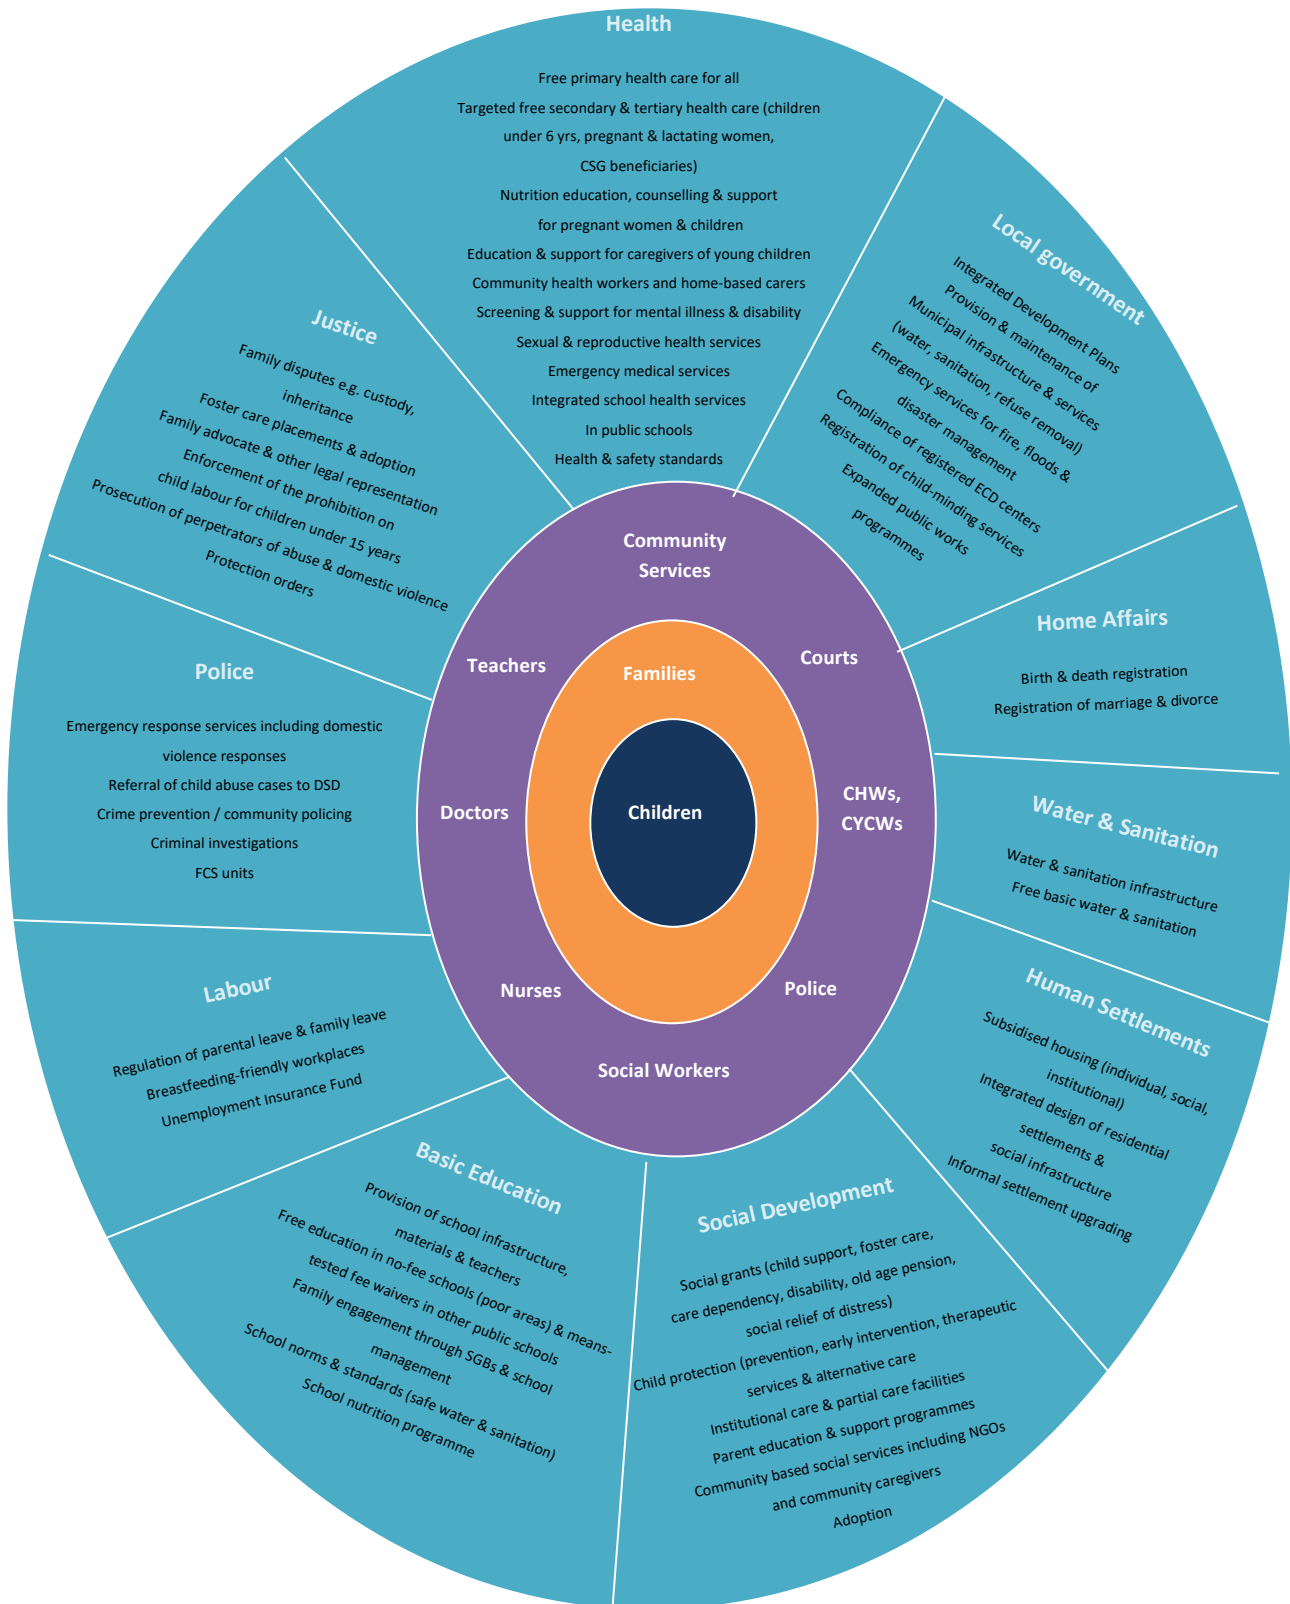 Health
Free primary health care for all
Targeted free secondary & tertiary health care (children
under 6 yrs, pregnant & lactating women,
CSG beneficiaries)
Nutrition education, counselling & support
for pregnant women & children
Education & support for caregivers of young children
Community health workers and home-based carers
Screening & support for mental illness & disability
Sexual & reproductive health services
Emergency medical services
Integrated school health services
In public schools
Health & safety standards
Local government
Integrated Development Plans
Provision & maintenance of
Municipal infrastructure & services
(water, sanitation, refuse removal)
Emergency services for fire, floods &
disaster management
Compliance of registered ECD centers
Registration of child-minding services
Expanded public works
programmes
Home Affairs
Birth & death registration
Registration of marriage & divorce
Water & Sanitation
Water & sanitation infrastructure
Free basic water & sanitation
Human Settlements
Subsidised housing (individual, social,
institutional)
Integrated design of residential
settlements &
social infrastructure
Informal settlement upgrading
Social Development
Social grants (child support, foster care,
care dependency, disability, old age pension,
social relief of distress)
Child protection (prevention, early intervention, therapeutic
services & alternative care
Institutional care & partial care facilities
Parent education & support programmes
Community based social services including NGOs
and community caregivers
Adoption
Basic Education
Provision of school infrastructure,
materials & teachers
Free education in no-fee schools (poor areas) & means-
tested fee waivers in other public schools
Family engagement through SGBs & school
management
School norms & standards (safe water & sanitation)
School nutrition programme
Labour
Regulation of parental leave & family leave
Breastfeeding-friendly workplaces
Unemployment Insurance Fund
Police
Emergency response services including domestic
violence responses
Referral of child abuse cases to DSD
Crime prevention / community policing
Criminal investigations
FCS units
Justice
Family disputes e.g. custody,
inheritance
Foster care placements & adoption
Family advocate & other legal representation
Enforcement of the prohibition on
child labour for children under 15 years
Prosecution of perpetrators of abuse & domestic violence
Protection orders
Community
Services
Courts
CHWs,
CYCWs
Police
Social Workers
Nurses
Doctors
Teachers
Families
Children